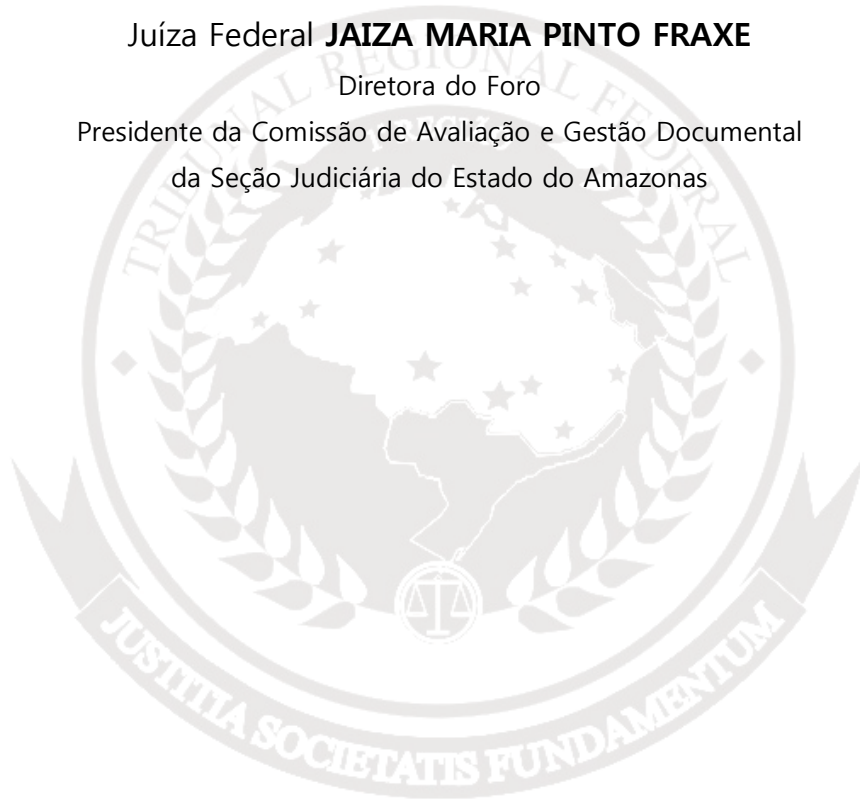 Juíza Federal JAIZA MARIA PINTO FRAXE
Diretora do Foro
Presidente da Comissão de Avaliação e Gestão Documental
da Seção Judiciária do Estado do Amazonas
TRIBUNAL REGIONAL FEDERAL
JUSTITIA SOCIETATIS FUNDAMENTUM